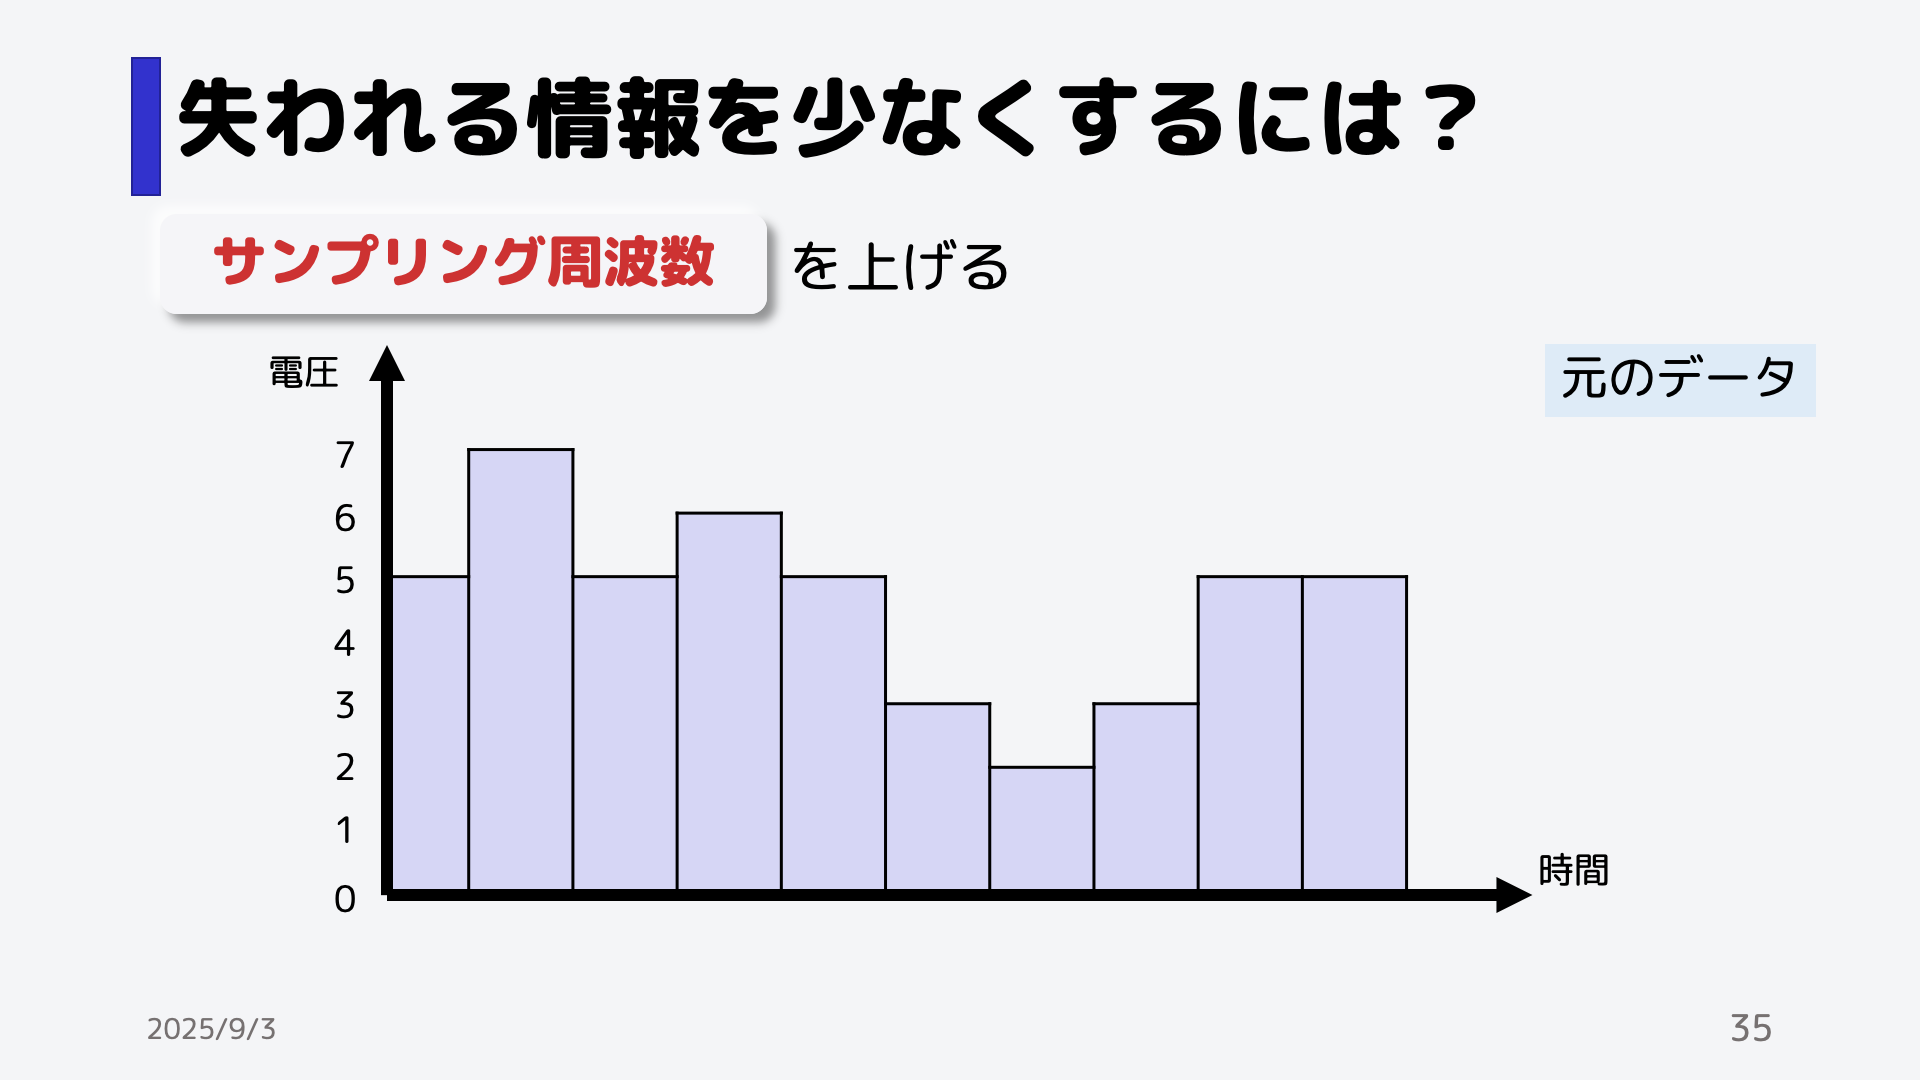 失われる情報を少なくするには？
サンプリング周波数 を上げる
電圧
元のデータ
7
6
5
4
3
2
1
0
時間
2025/9/3
35